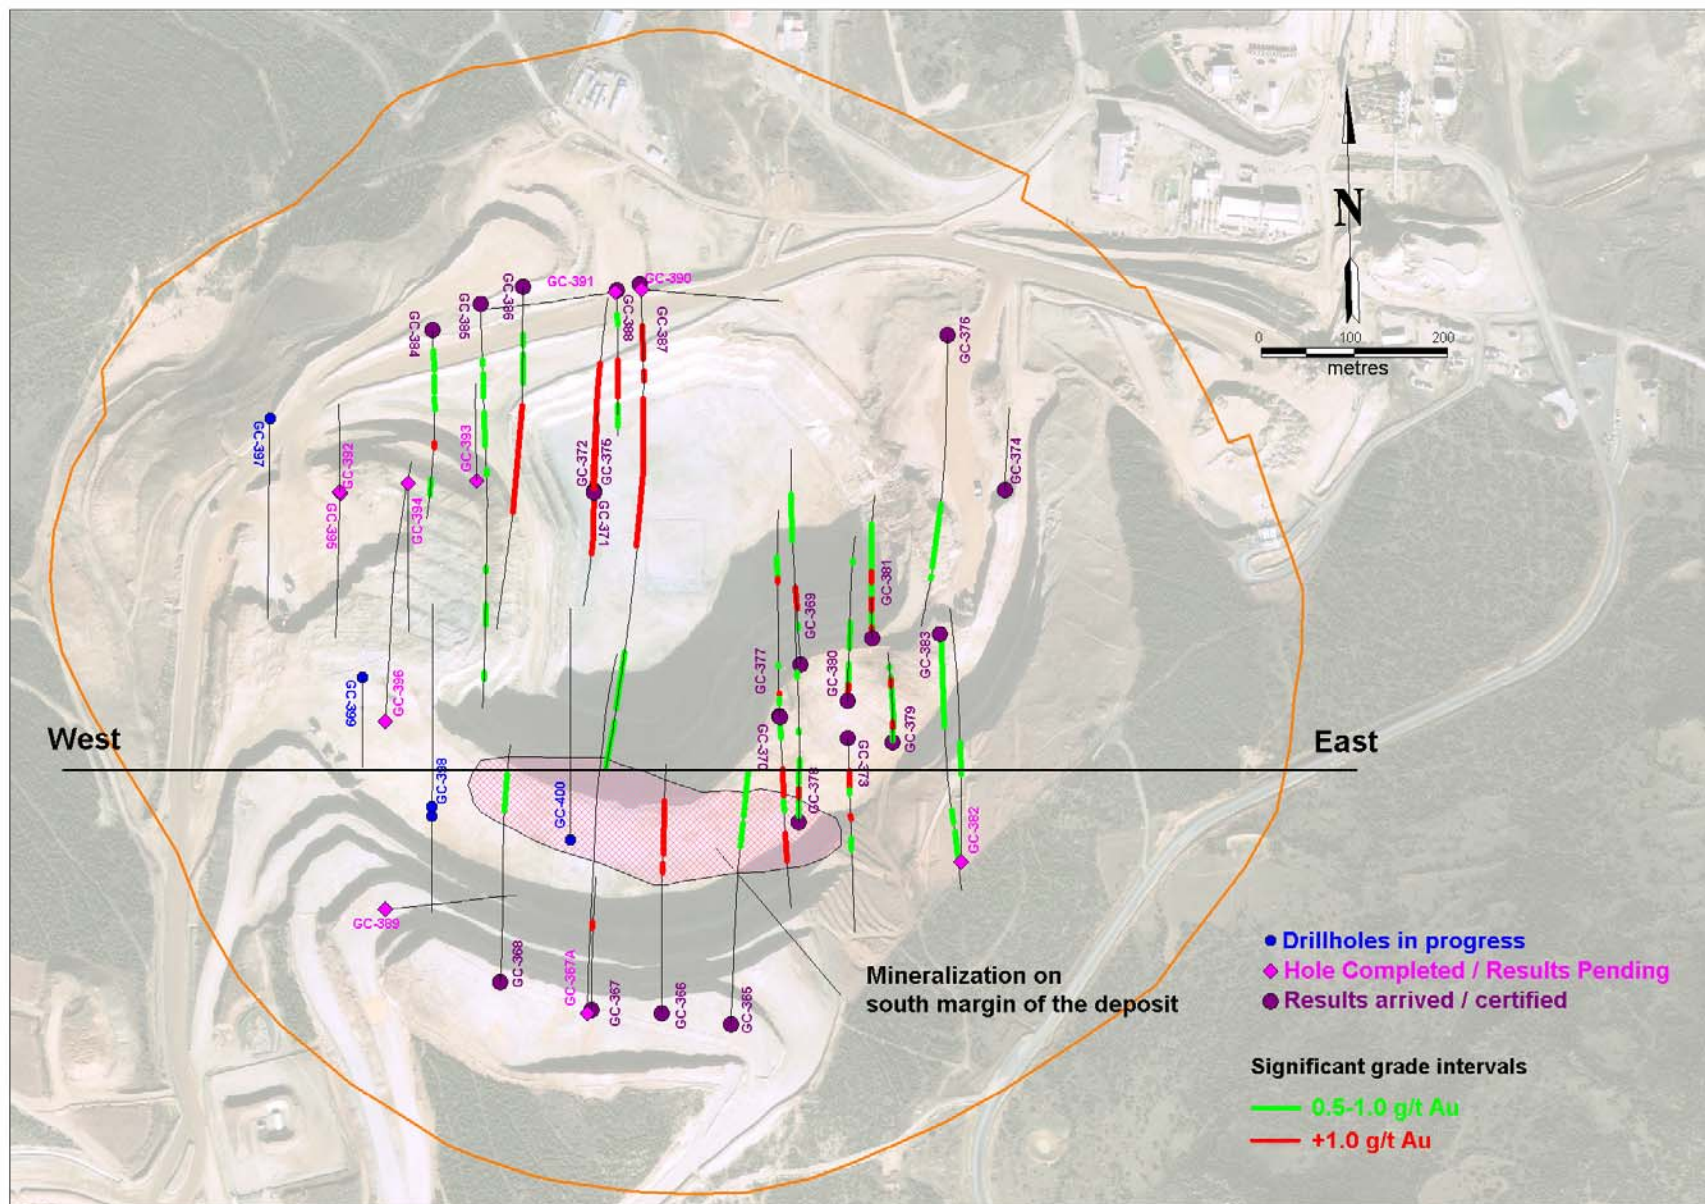 GC-391
GC-390
GC-386
GC-385
GC-384
GC-388
GC-387
GC-376
N
0
100
200
metres
GC-397
GC-392
GC-393
GC-372
GC-375
GC-374
GC-395
GC-394
GC-371
GC-381
GC-369
GC-383
GC-380
GC-377
GC-396
GC-399
GC-379
West
East
GC-370
GC-373
GC-398
GC-400
GC-378
GC-382
GC-389
GC-368
GC-367A
GC-367
GC-366
GC-365
Mineralization on
south margin of the deposit
Drillholes in progress
Hole Completed / Results Pending
Results arrived / certified
Significant grade intervals
0.5-1.0 g/t Au
+1.0 g/t Au